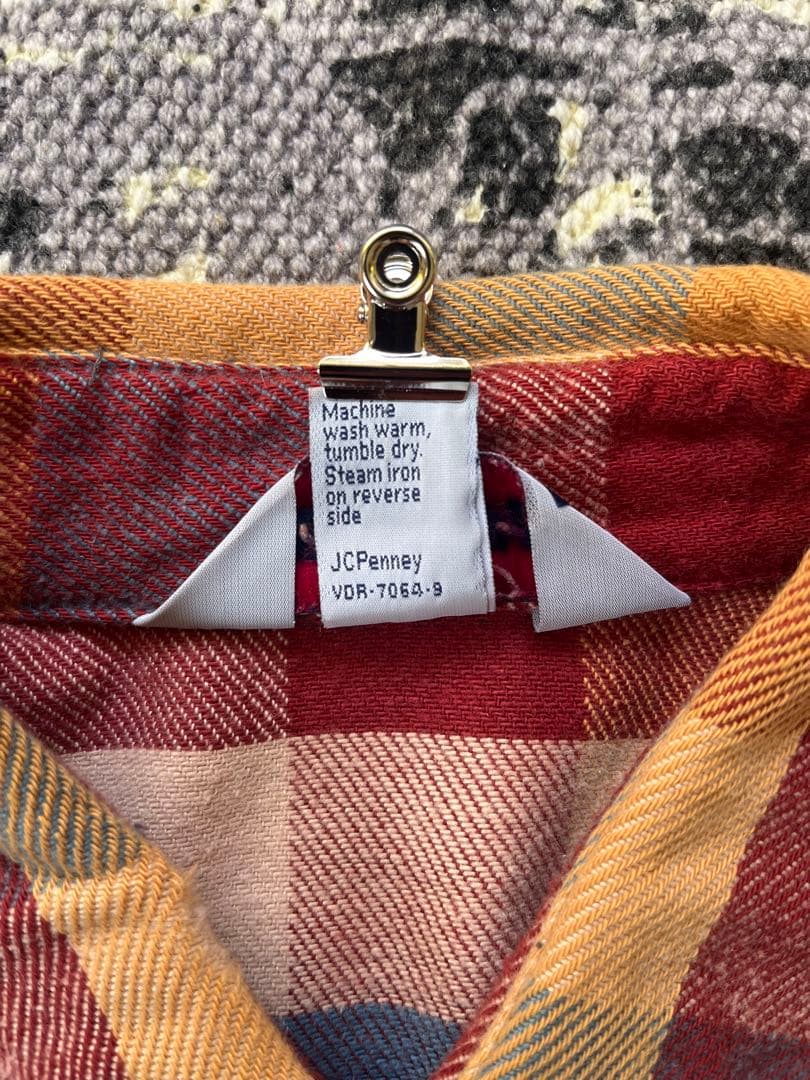 Machine
wash warm,
tumble dry.
Steam iron
on reverse
side
JCPenney
VDR-7064-9